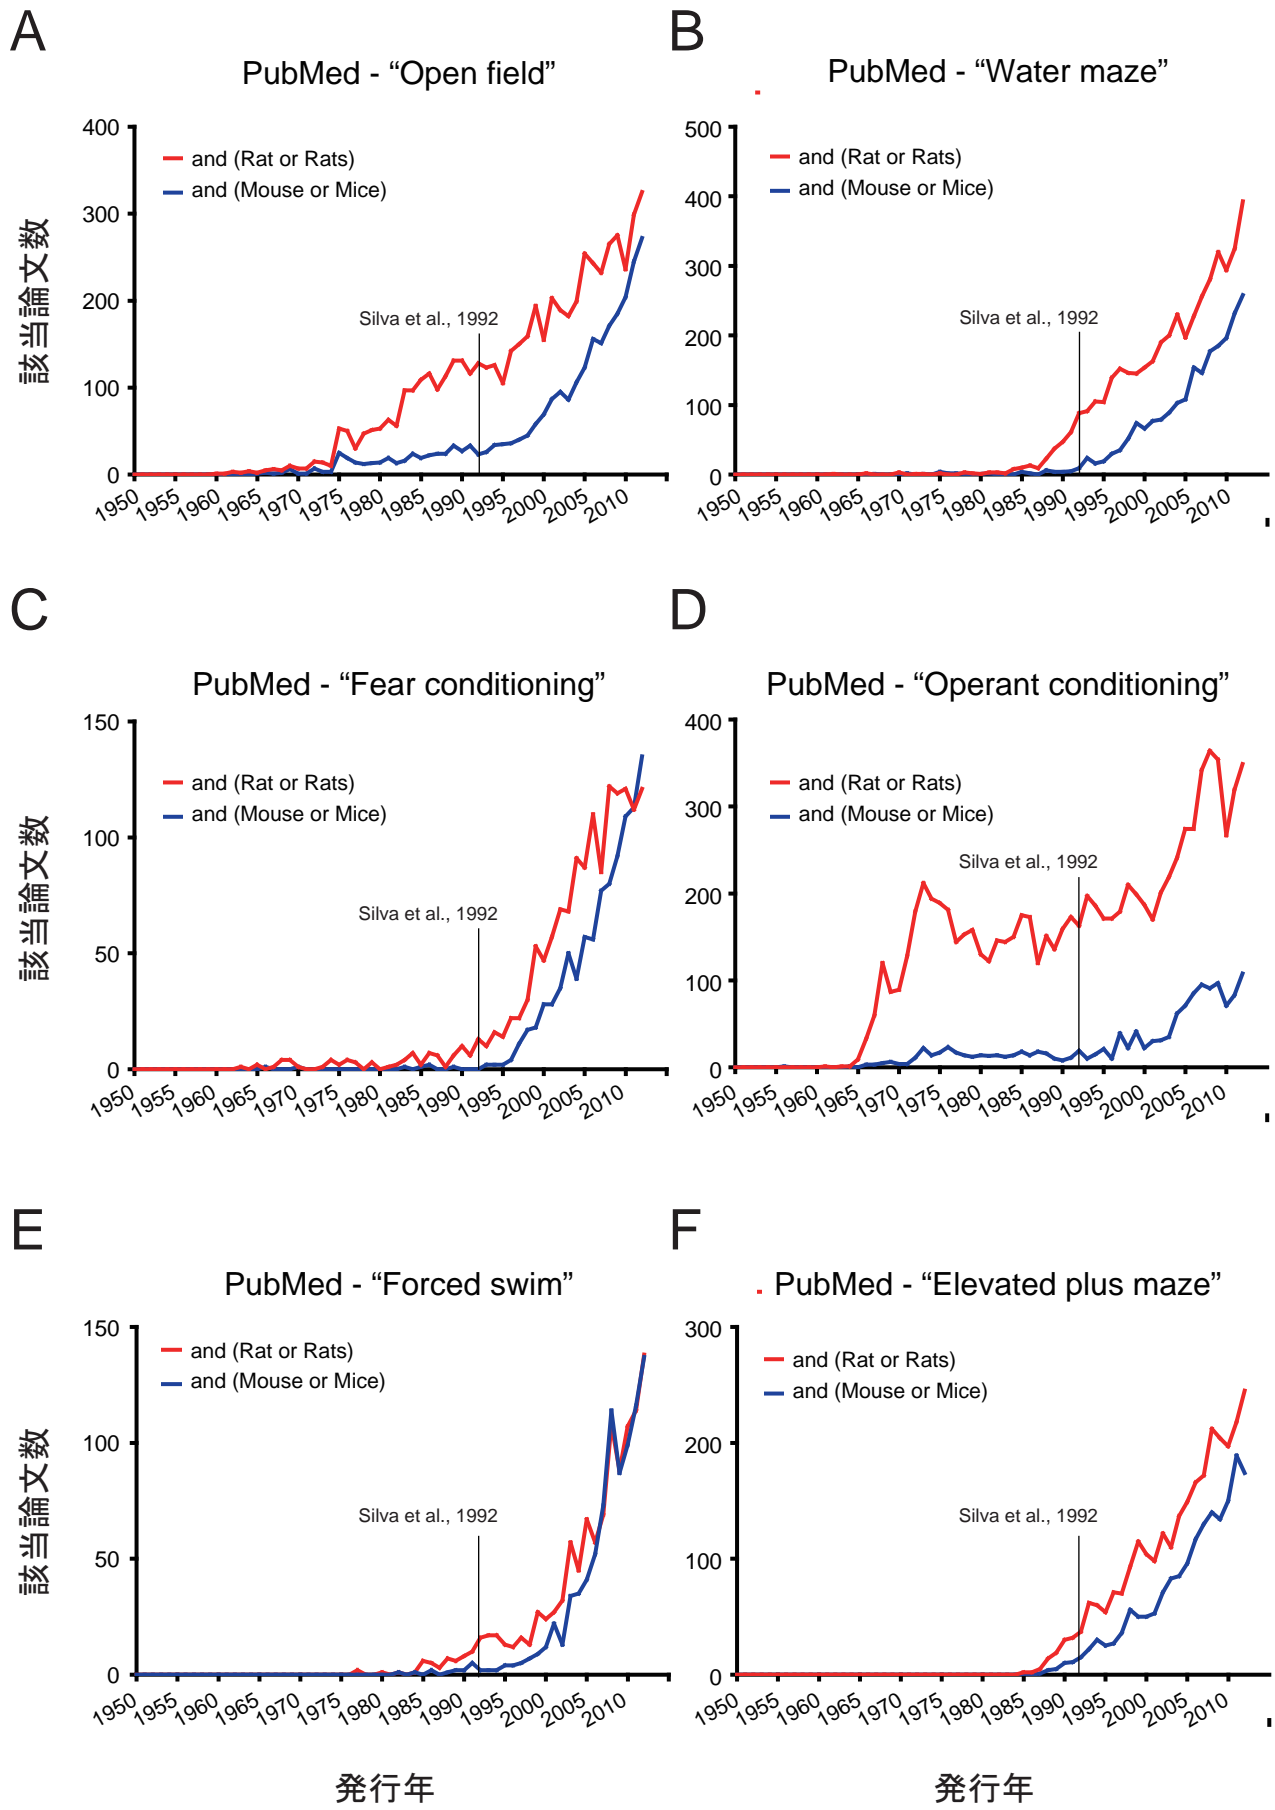 A
PubMed - “Open field”
400
300
200
100
0
and (Rat or Rats)
and (Mouse or Mice)
Silva et al., 1992
該当論文数
1950 1955 1960 1965 1970 1975 1980 1985 1990 1995 2000 2005 2010
B
PubMed - “Water maze”
500
400
300
200
100
0
and (Rat or Rats)
and (Mouse or Mice)
Silva et al., 1992
1950 1955 1960 1965 1970 1975 1980 1985 1990 1995 2000 2005 2010
C
PubMed - “Fear conditioning”
150
100
50
0
and (Rat or Rats)
and (Mouse or Mice)
Silva et al., 1992
該当論文数
1950 1955 1960 1965 1970 1975 1980 1985 1990 1995 2000 2005 2010
D
PubMed - “Operant conditioning”
400
300
200
100
0
and (Rat or Rats)
and (Mouse or Mice)
Silva et al., 1992
1950 1955 1960 1965 1970 1975 1980 1985 1990 1995 2000 2005 2010
E
PubMed - “Forced swim”
150
100
50
0
and (Rat or Rats)
and (Mouse or Mice)
Silva et al., 1992
該当論文数
1950 1955 1960 1965 1970 1975 1980 1985 1990 1995 2000 2005 2010
発行年
F
PubMed - “Elevated plus maze”
300
200
100
0
and (Rat or Rats)
and (Mouse or Mice)
Silva et al., 1992
1950 1955 1960 1965 1970 1975 1980 1985 1990 1995 2000 2005 2010
発行年